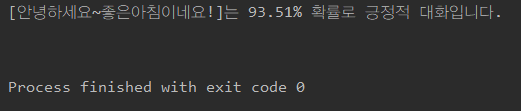 [안녕하세요~좋은아침이네요!]는 93.51% 확률로 긍정적 대화입니다.
Process finished with exit code 0